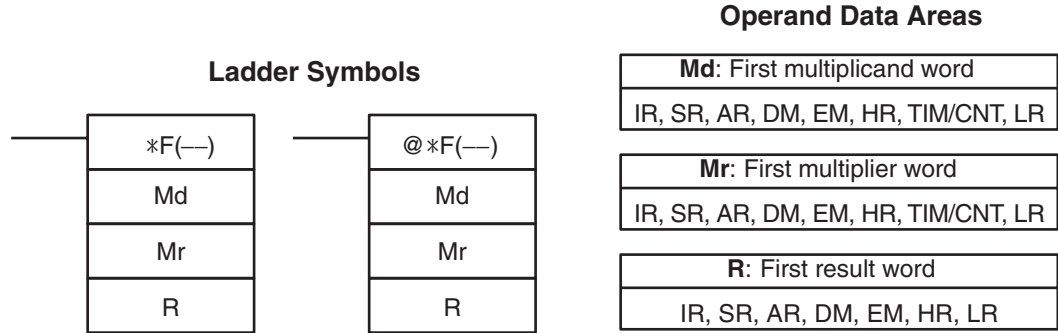 Ladder Symbols
*F(––)
Md
Mr
R
@*F(––)
Md
Mr
R
Operand Data Areas
Md: First multiplicand word
IR, SR, AR, DM, EM, HR, TIM/CNT, LR
Mr: First multiplier word
IR, SR, AR, DM, EM, HR, TIM/CNT, LR
R: First result word
IR, SR, AR, DM, EM, HR, LR